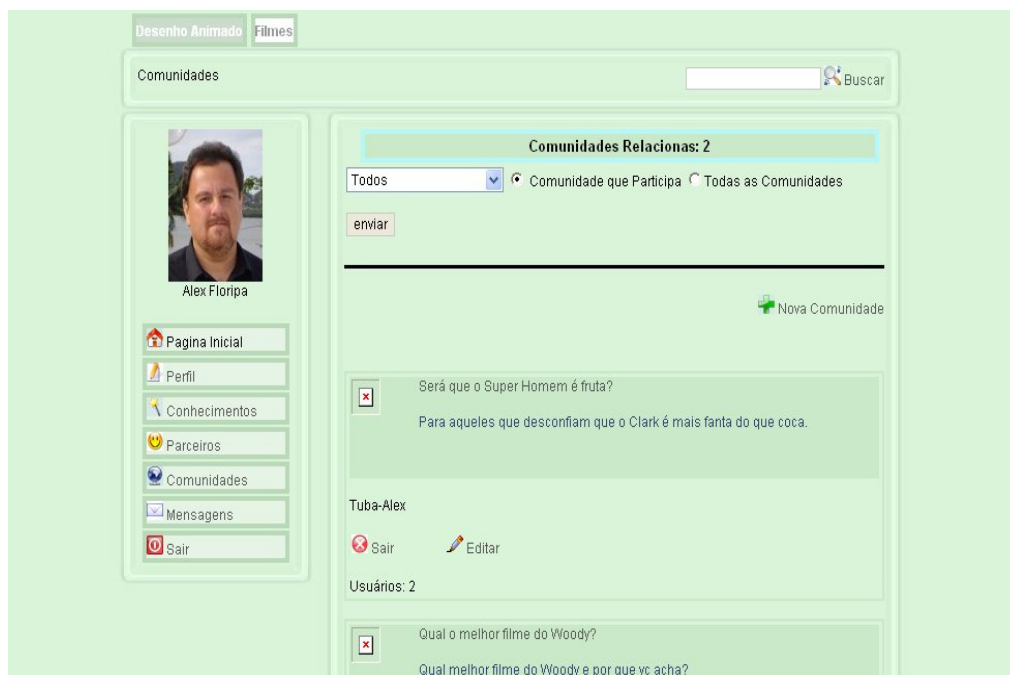 Desenho Animado Filmes
Comunidades
Buscar
Alex Floripa
Pagina Inicial
Perfil
Conhecimentos
Parceiros
Comunidades
Mensagens
Sair
Comunidades Relacionas: 2
Todos Comunidade que Participa Todas as Comunidades
enviar
Nova Comunidade
Será que o Super Homem é fruta?
Para aqueles que desconfiam que o Clark é mais fanta do que coca.
Tuba-Alex
Sair Editar
Usuários: 2
Qual o melhor filme do Woody?
Qual melhor filme do Woody e por que vc acha?